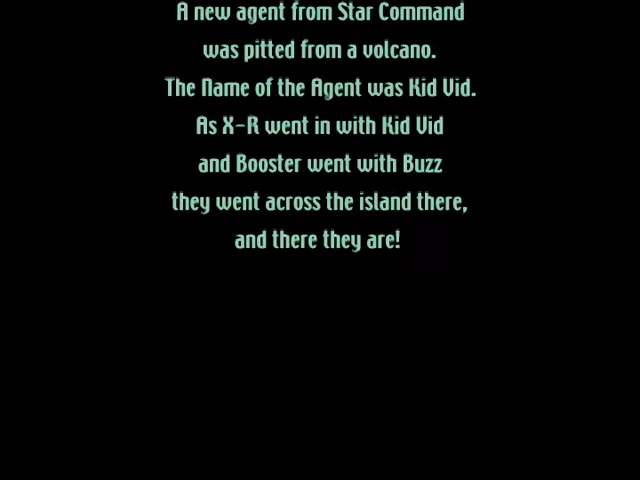 A new agent from Star Command
was pitted from a volcano.
The Name of the Agent was Kid Vid.
As X-R went in with Kid Vid
and Booster went with Buzz
they went across the island there,
and there they are!